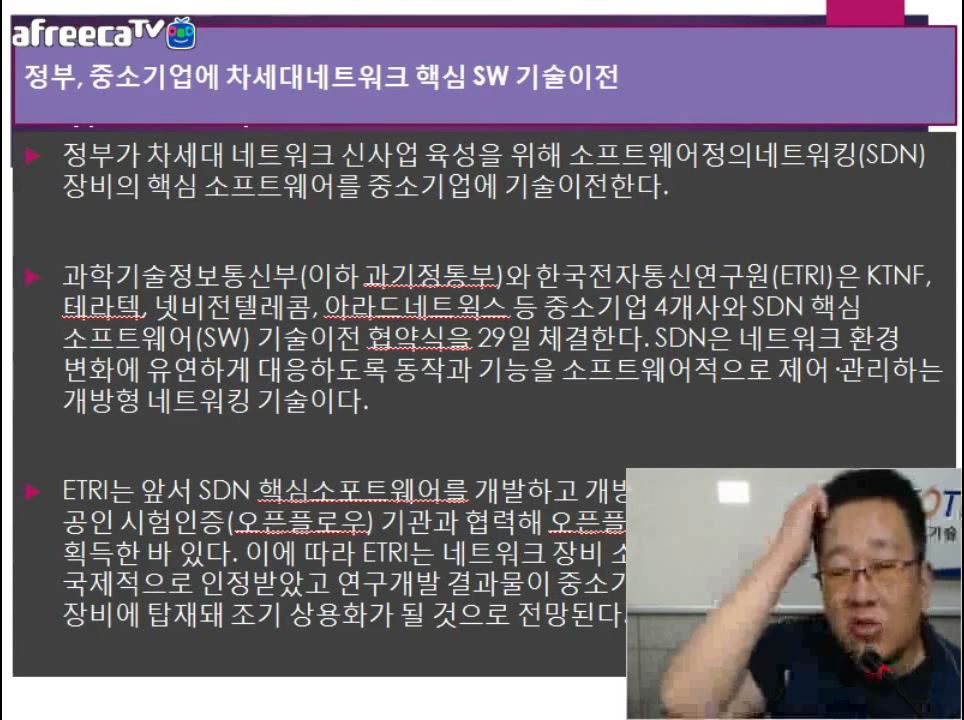 afreecaTV
정부, 중소기업에 차세대네트워크 핵심 SW 기술이전
정부가 차세대 네트워크 신사업 육성을 위해 소프트웨어정의네트워킹(SDN)
장비의 핵심 소프트웨어를 중소기업에 기술이전한다.
과학기술정보통신부(이하 과기정통부)와 한국전자통신연구원(ETRI)은 KTNF,
테라텍, 넷비전텔레콤, 아라드네트웍스 등 중소기업 4개사와 SDN 핵심
소프트웨어(SW) 기술이전 협약식을 29일 체결한다. SDN은 네트워크 환경
변화에 유연하게 대응하도록 동작과 기능을 소프트웨어적으로 제어·관리하는
개방형 네트워킹 기술이다.
ETRI는 앞서 SDN 핵심소포트웨어를 개발하고
공인 시험인증(오픈플로우) 기관과 협력해
획득한 바 있다. 이에 따라 ETRI는 네트워크 장비
국제적으로 인정받았고 연구개발 결과물이
장비에 탑재돼 조기 상용화가 될 것으로 전망된다.